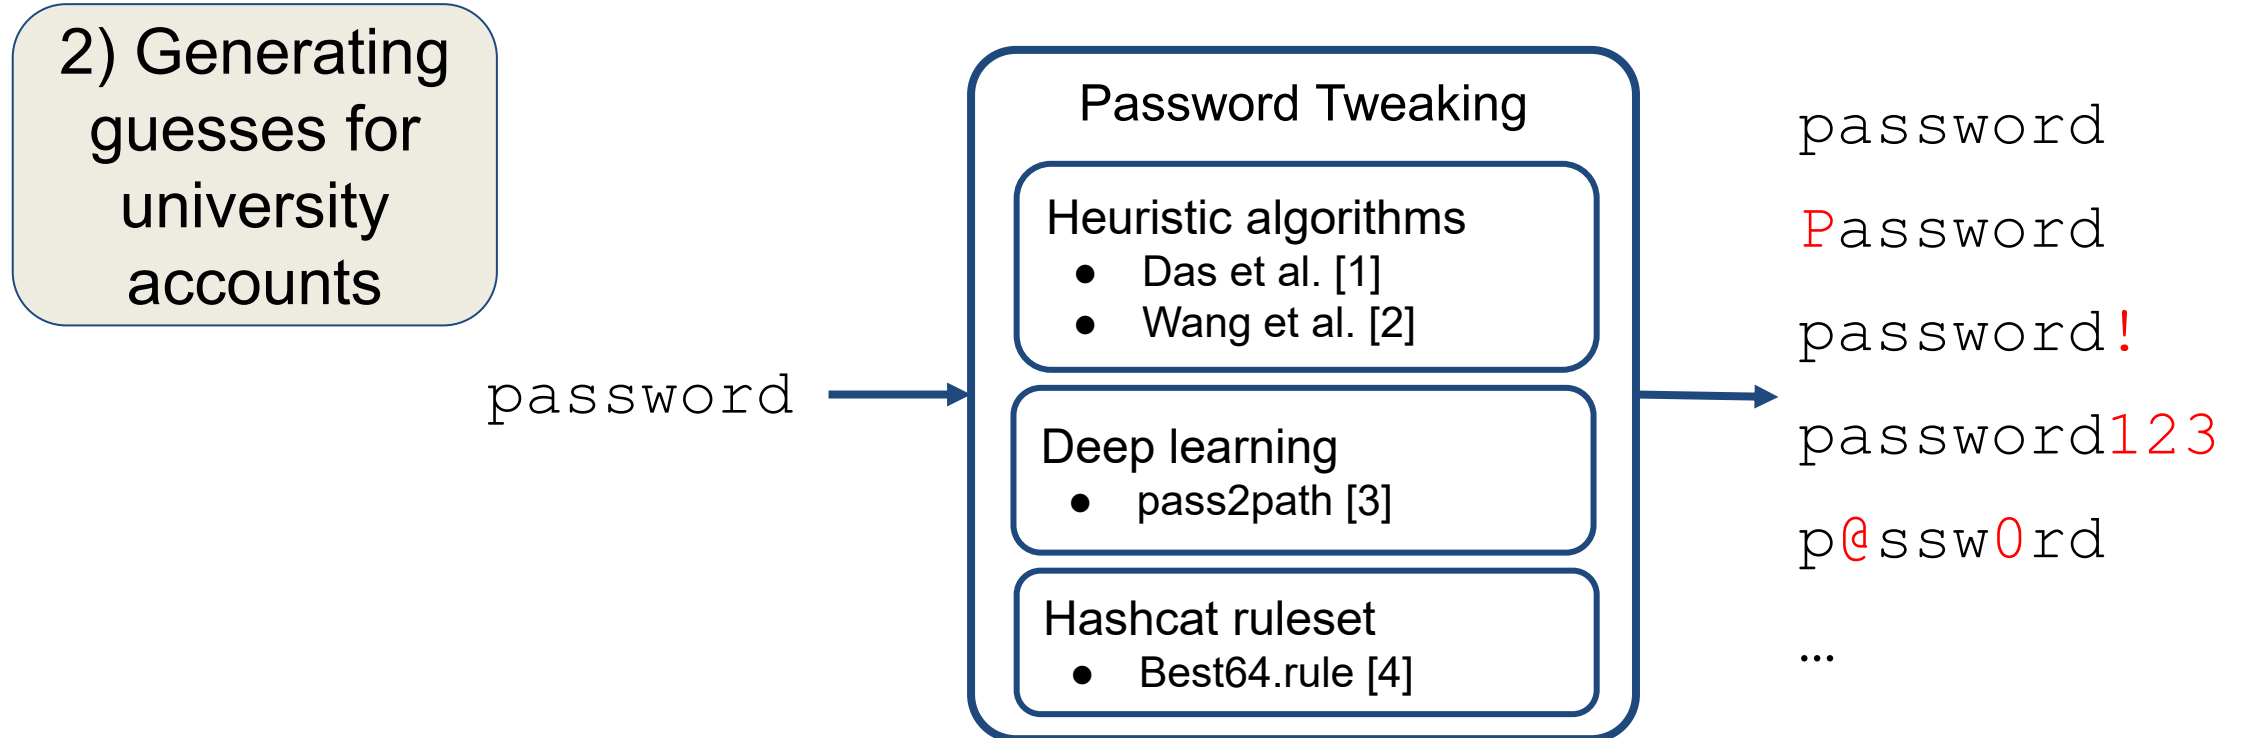 2) Generating
guesses for
university
accounts
password
Password Tweaking
Heuristic algorithms
● Das et al. [1]
● Wang et al. [2]
Deep learning
● pass2path [3]
Hashcat ruleset
● Best64.rule [4]
password
Password
password!
password123
p@ssw0rd
…